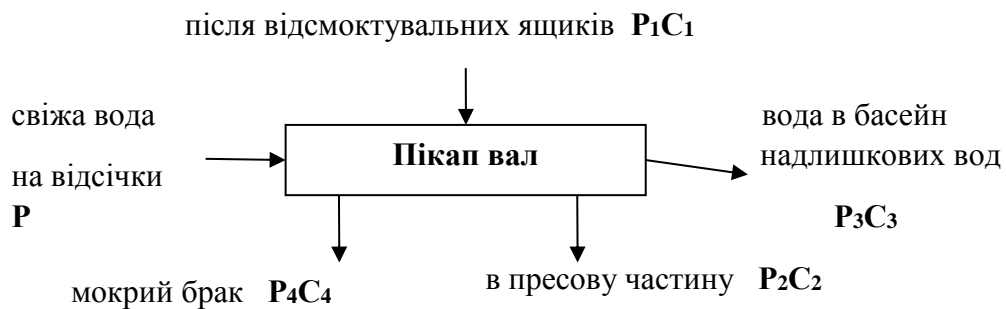 після відсмоктувальних ящиків P₁C₁
свіжа вода
на відсічки
P
Пікап вал
вода в басейн
надлишкових вод
P₃C₃
мокрий брак P₄C₄
в пресову частину P₂C₂